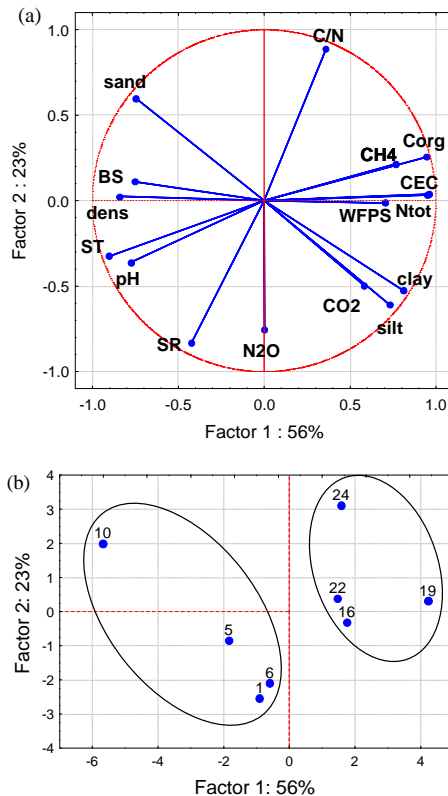 (a)
1.0
0.5
0.0
-0.5
-1.0
Factor 2 : 23%
C/N
sand
Corg
CH4
BS
CEC
dens
WFPS Ntot
ST
pH
clay
CO2
silt
SR
N2O
-1.0 -0.5 0.0 0.5 1.0
Factor 1 : 56%
(b)
4
3
2
1
0
-1
-2
-3
-4
Factor 2: 23%
24
10
22
19
16
5
6
1
-6 -4 -2 0 2 4
Factor 1: 56%